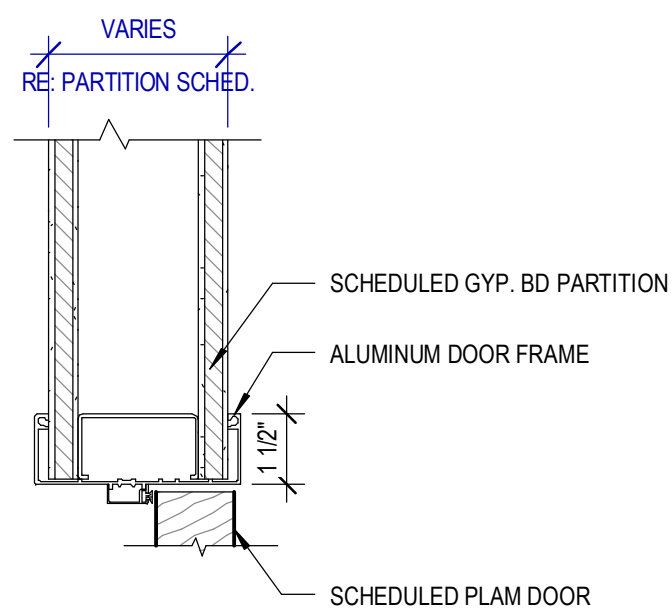 VARIES
RE: PARTITION SCHED.
SCHEDULED GYP. BD PARTITION
ALUMINUM DOOR FRAME
1 1/2"
SCHEDULED PLAM DOOR